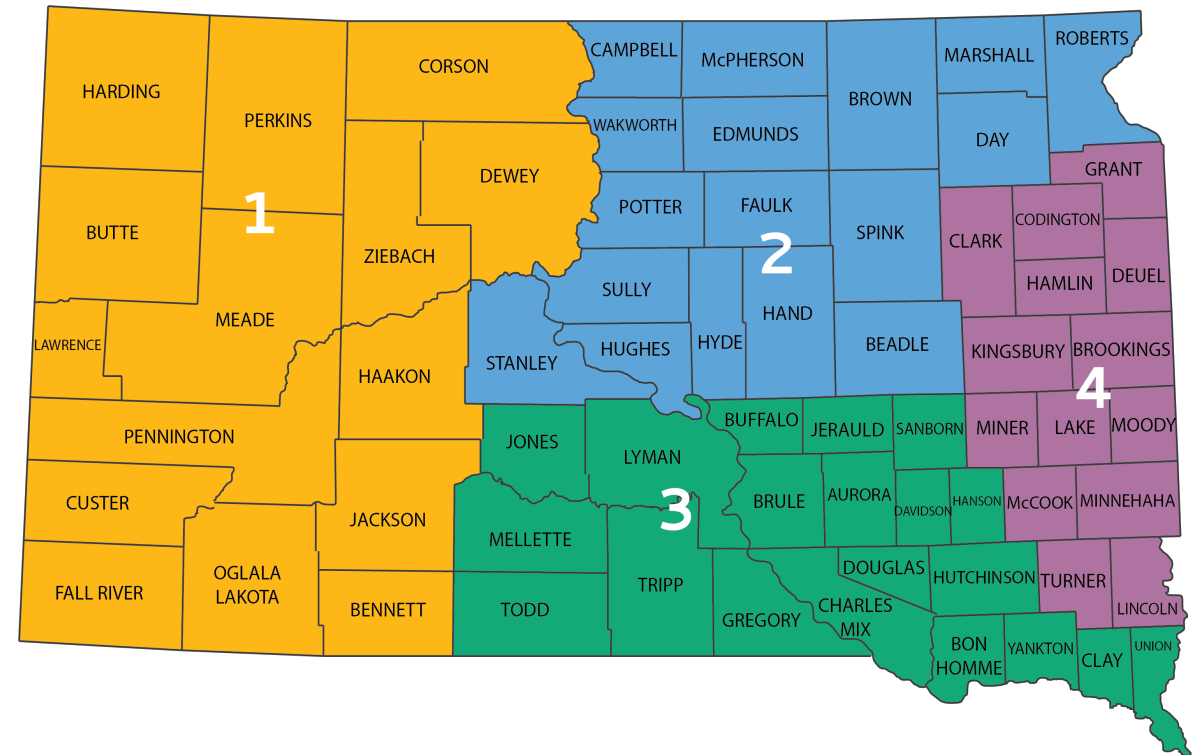 HARDING
PERKINS
CORSON
CAMPBELL
McPHERSON
BROWN
MARSHALL
ROBERTS
WAKWORTH
EDMUNDS
DAY
DEWEY
GRANT
BUTTE
1
ZIEBACH
POTTER
FAULK
2
SPINK
CLARK
CODINGTON
HAMLIN
DEUEL
LAWRENCE
MEADE
HAAKON
STANLEY
SULLY
HUGHES
HYDE
HAND
BEADLE
KINGSBURY
BROOKINGS
4
PENNINGTON
JONES
LYMAN
BUFFALO
JERAULD
SANBORN
MINER
LAKE
MOODY
CUSTER
JACKSON
3
BRULE
AURORA
DAVIDSON
HANSON
McCOOK
MINNEHAHA
FALL RIVER
OGLALA
LAKOTA
BENNETT
MELLETTE
TODD
TRIPP
GREGORY
CHARLES
MIX
DOUGLAS
HUTCHINSON
TURNER
LINCOLN
BON
HOMME
YANKTON
CLAY
UNION